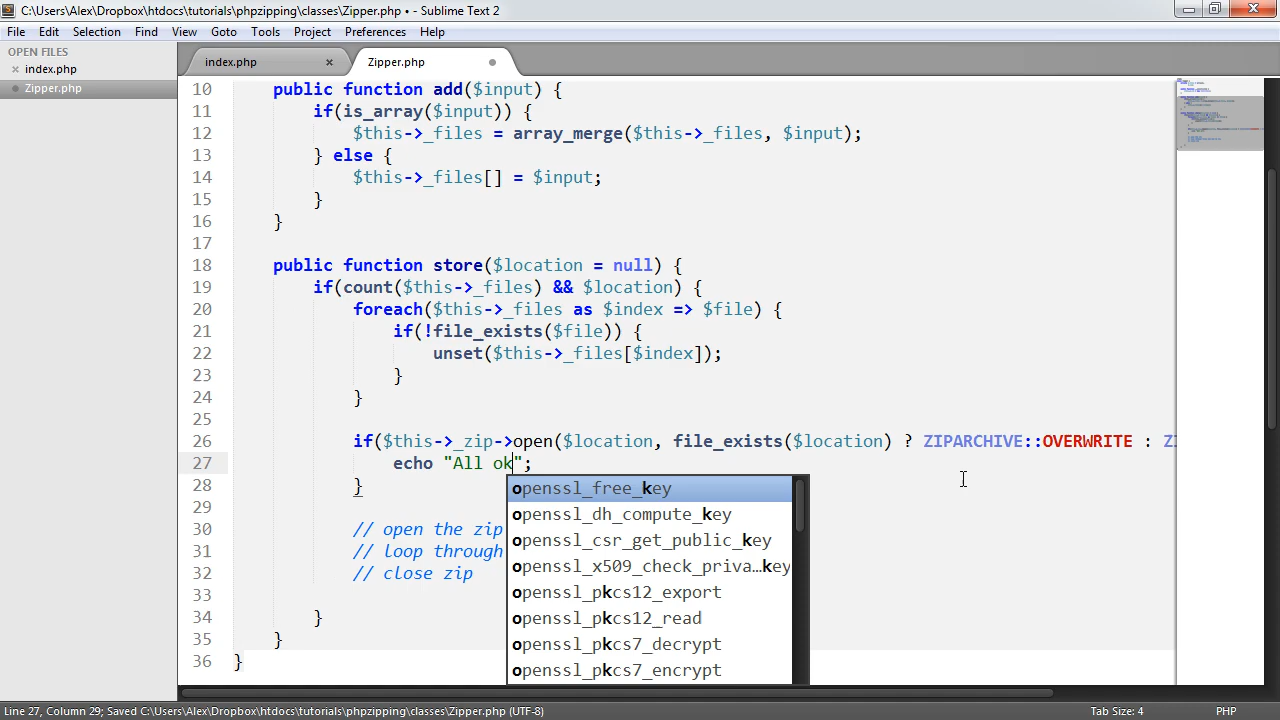 C:\Users\Alex\Dropbox\htdocs\tutorials\phpzipping\classes\Zipper.php • - Sublime Text 2
File Edit Selection Find View Goto Tools Project Preferences Help
OPEN FILES
index.php
Zipper.php
index.php
Zipper.php
10 public function add($input) {
11 if(is_array($input)) {
12 $this->_files = array_merge($this->_files, $input);
13 } else {
14 $this->_files[] = $input;
15 }
16 }
17
18 public function store($location = null) {
19 if(count($this->_files) && $location) {
20 foreach($this->_files as $index => $file) {
21 if(!file_exists($file)) {
22 unset($this->_files[$index]);
23 }
24 }
25
26 if($this->_zip->open($location, file_exists($location) ? ZIPARCHIVE::OVERWRITE : ZI
27 echo "All ok";
28 }
29
30 // open the zip
31 // loop through
32 // close zip
33
34 }
35 }
36 }
openssl_free_key
openssl_dh_compute_key
openssl_csr_get_public_key
openssl_x509_check_priva…key
openssl_pkcs12_export
openssl_pkcs12_read
openssl_pkcs7_decrypt
openssl_pkcs7_encrypt
Line 27, Column 29; Saved C:\Users\Alex\Dropbox\htdocs\tutorials\phpzipping\classes\Zipper.php (UTF-8)
Tab Size: 4
PHP